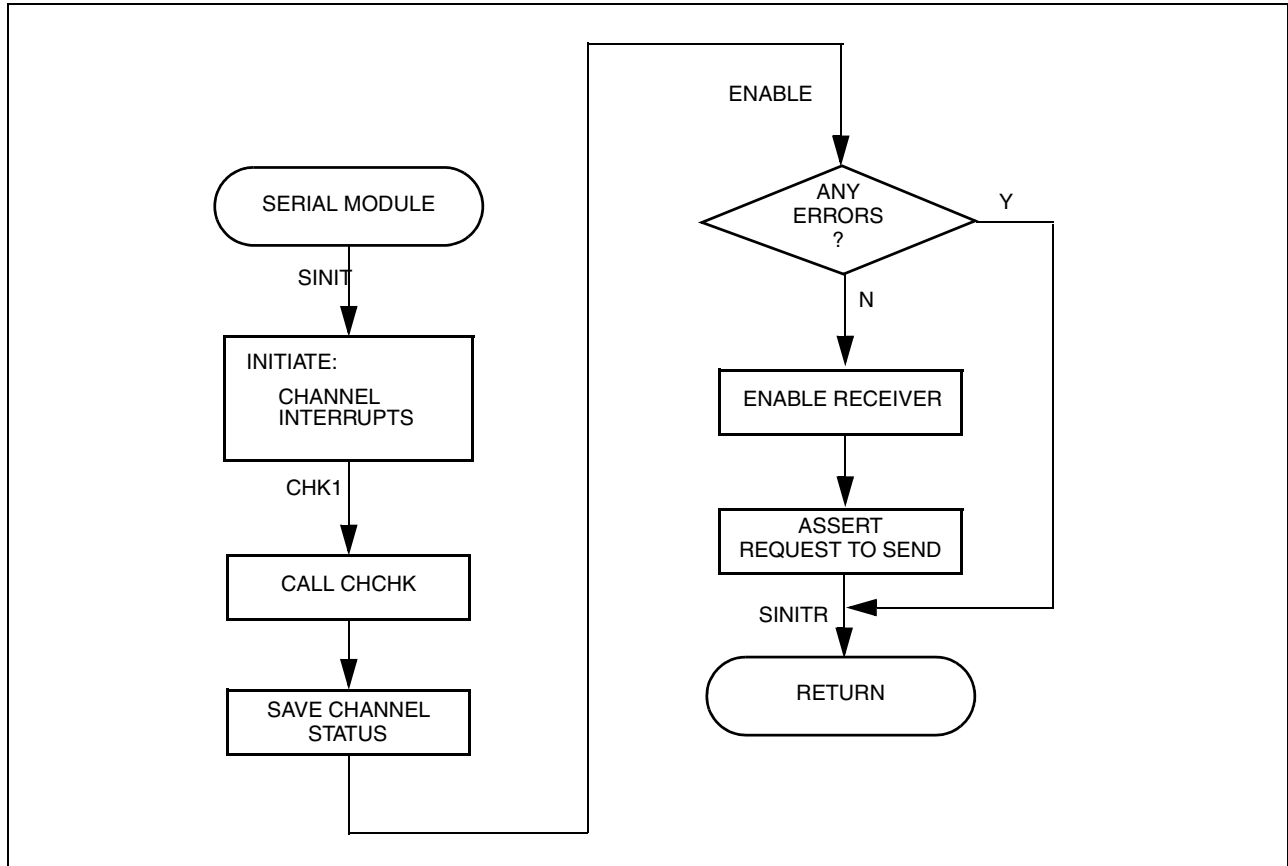 SERIAL MODULE
SINIT
INITIATE:
CHANNEL
INTERRUPTS
CHK1
CALL CHCHK
SAVE CHANNEL
STATUS
ENABLE
ANY
ERRORS
?
Y
N
ENABLE RECEIVER
ASSERT
REQUEST TO SEND
SINITR
RETURN